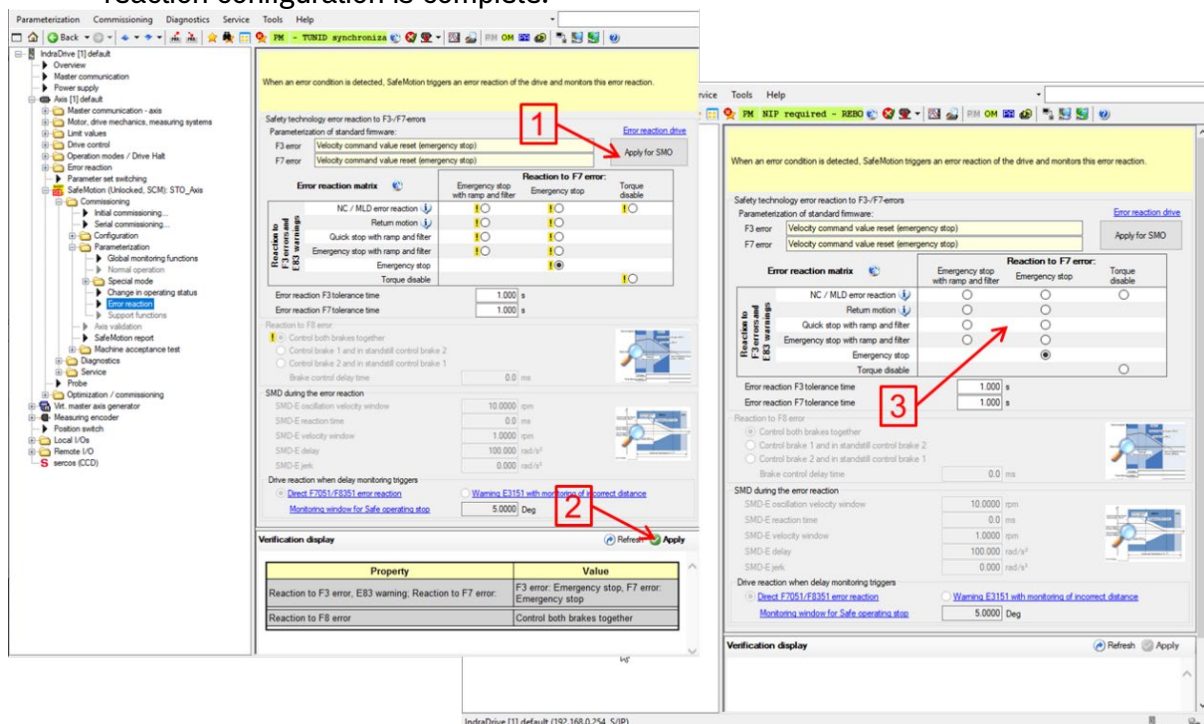 reaction configuration is complete.
Parameterization Commissioning Diagnostics Service Tools Help
Back PM - TUNID synchroniza PM OM
IndraDrive [1] default
Overview
Master communication
Power supply
Axis [1] default
Master communication - axis
Motor, drive mechanics, measuring systems
Limit values
Drive control
Operation modes / Drive Halt
Error reaction
Parameter set switching
SafeMotion (Unlocked, SCM): STO_Axis
Commissioning
Initial commissioning...
Serial commissioning...
Configuration
Parameterization
Global monitoring functions
Normal operation
Special mode
Change in operating status
Error reaction
Support functions
Axis validation
SafeMotion report
Machine acceptance test
Diagnostics
Service
Probe
Optimization / commissioning
Virt. master axis generator
Measuring encoder
Position switch
Local I/Os
Remote I/O
sercos (CCD)
When an error condition is detected, SafeMotion triggers an error reaction of the drive and monitors this error reaction.
1
Safety technology error reaction to F3-/F7-errors
Parameterization of standard firmware: Error reaction drive
F3 error Velocity command value reset (emergency stop)
F7 error Velocity command value reset (emergency stop)
Apply for SMO
Error reaction matrix
Reaction to F7 error:
Emergency stop with ramp and filter Emergency stop Torque disable
Reaction to F3 errors and E83 warnings
NC / MLD error reaction
Return motion
Quick stop with ramp and filter
Emergency stop with ramp and filter
Emergency stop
Torque disable
Error reaction F3 tolerance time 1.000 s
Error reaction F7 tolerance time 1.000 s
Reaction to F8 error
Control both brakes together
Control brake 1 and in standstill control brake 2
Control brake 2 and in standstill control brake 1
Brake control delay time 0.0 ms
SMD during the error reaction
SMD-E oscillation velocity window 10.0000 rpm
SMD-E reaction time 0.0 ms
SMD-E velocity window 1.0000 rpm
SMD-E delay 100.000 rad/s²
SMD-E jerk 0.000 rad/s³
Drive reaction when delay monitoring triggers
Direct F7051/F8351 error reaction Warning E3151 with monitoring of incorrect distance
Monitoring window for Safe operating stop 5.0000 Deg
2
Verification display Refresh Apply
Property Value
Reaction to F3 error, E83 warning; Reaction to F7 error: F3 error: Emergency stop, F7 error: Emergency stop
Reaction to F8 error Control both brakes together
rvice Tools Help
PM NIP required - REBO PM OM
When an error condition is detected, SafeMotion triggers an error reaction of the drive and monitors this error reaction.
Safety technology error reaction to F3-/F7-errors
Parameterization of standard firmware: Error reaction drive
F3 error Velocity command value reset (emergency stop)
F7 error Velocity command value reset (emergency stop)
Apply for SMO
Error reaction matrix
Reaction to F7 error:
Emergency stop with ramp and filter Emergency stop Torque disable
Reaction to F3 errors and E83 warnings
NC / MLD error reaction
Return motion
Quick stop with ramp and filter
Emergency stop with ramp and filter
Emergency stop
Torque disable
3
Error reaction F3 tolerance time 1.000 s
Error reaction F7 tolerance time 1.000 s
Reaction to F8 error
Control both brakes together
Control brake 1 and in standstill control brake 2
Control brake 2 and in standstill control brake 1
Brake control delay time 0.0 ms
SMD during the error reaction
SMD-E oscillation velocity window 10.0000 rpm
SMD-E reaction time 0.0 ms
SMD-E velocity window 1.0000 rpm
SMD-E delay 100.000 rad/s²
SMD-E jerk 0.000 rad/s³
Drive reaction when delay monitoring triggers
Direct F7051/F8351 error reaction Warning E3151 with monitoring of incorrect distance
Monitoring window for Safe operating stop 5.0000 Deg
Verification display Refresh Apply
IndraDrive [1] default (192.168.0.254, S/IP)